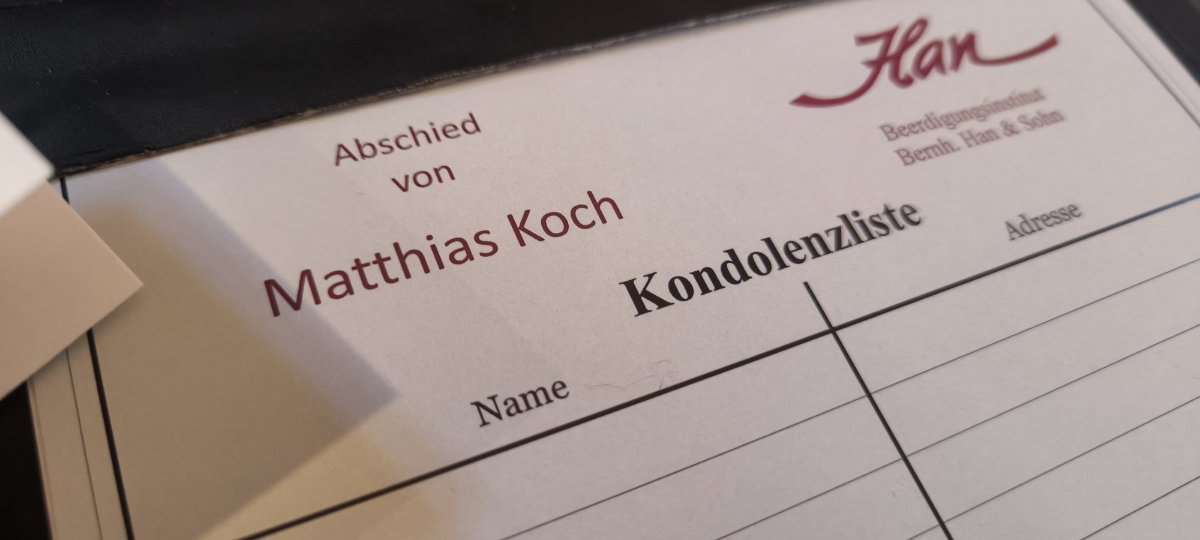 Abschied
von
Matthias Koch
Han
Beerdigungsinstitut
Bernh. Han & Sohn
Kondolenzliste
Name
Adresse